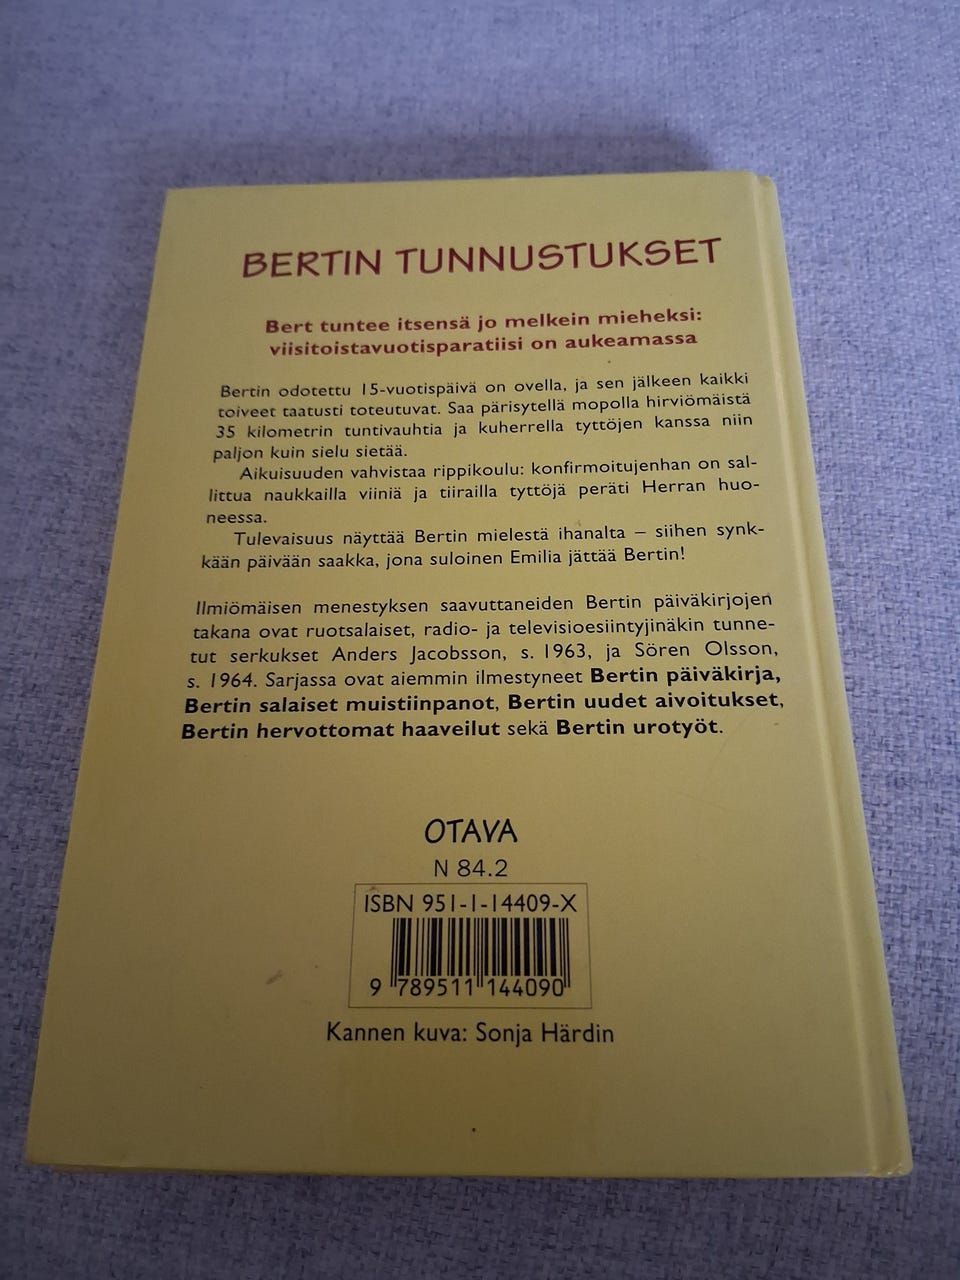 BERTIN TUNNUSTUKSET
Bert tuntee itsensä jo melkein mieheksi:
viisitoistavuotisparatiisi on aukeamassa
Bertin odotettu 15-vuotispäivä on ovella, ja sen jälkeen kaikki
toiveet taatusti toteutuvat. Saa pärisytellä mopolla hirviömäistä
35 kilometrin tuntivauhtia ja kuherrella tyttöjen kanssa niin
paljon kuin sielu sietää.
Aikuisuuden vahvistaa rippikoulu: konfirmoitujenhan on sal-
littua naukkailla viiniä ja tiirailla tyttöjä peräti Herran huo-
neessa.
Tulevaisuus näyttää Bertin mielestä ihanalta – siihen synk-
kään päivään saakka, jona suloinen Emilia jättää Bertin!
Ilmiömäisen menestyksen saavuttaneiden Bertin päiväkirjojen
takana ovat ruotsalaiset, radio- ja televisioesiintyjinäkin tunne-
tut serkukset Anders Jacobsson, s. 1963, ja Sören Olsson,
s. 1964. Sarjassa ovat aiemmin ilmestyneet Bertin päiväkirja,
Bertin salaiset muistiinpanot, Bertin uudet aivoitukset,
Bertin hervottomat haaveilut sekä Bertin urotyöt.
OTAVA
N 84.2
ISBN 951-1-14409-X
9 789511 144090
Kannen kuva: Sonja Härdin